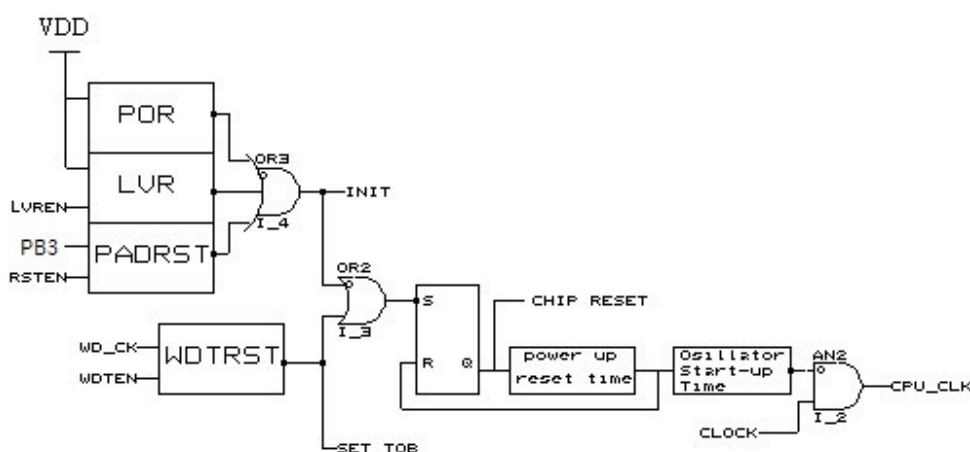 VDD
POR
OR3
LVR
INIT
LVREN
I_4
PB3
PADRST
RSTEN
OR2
S
CHIP RESET
WD_CK
WDTRST
I_3
WDTEN
R
Q
power up
reset time
Osillator
Start-up
Time
AN2
CPU_CLK
I_2
CLOCK
SET TOB